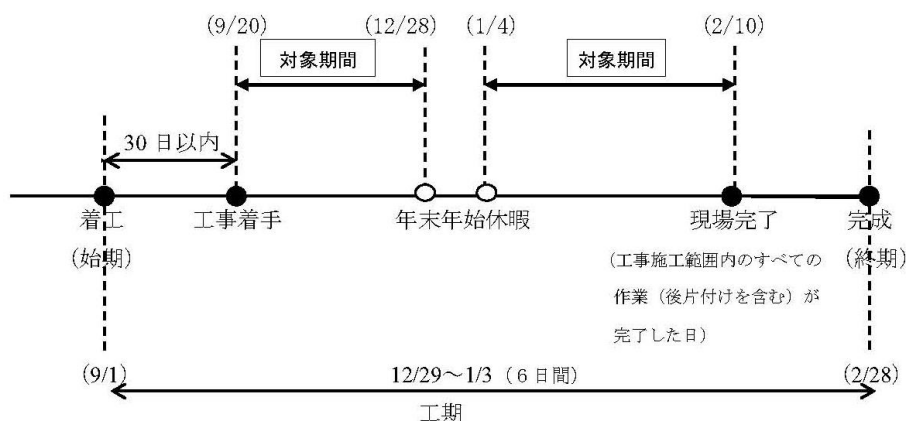 (9/20)
(12/28)
(1/4)
(2/10)
対象期間
対象期間
30日以内
着工
(始期)
工事着手
年末年始休暇
現場完了
(工事施工範囲内のすべての
作業（後片付けを含む）が
完了した日)
完成
(終期)
(9/1)
12/29～1/3（6日間）
(2/28)
工期